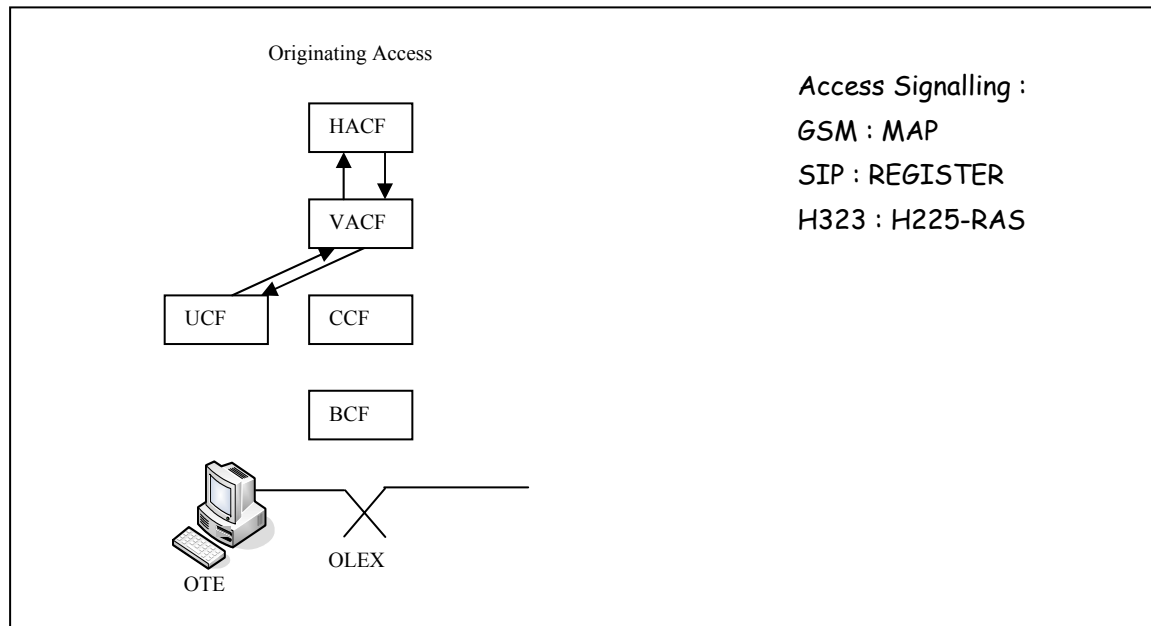 Originating Access
HACF
VACF
UCF
CCF
BCF
OLEX
OTE
Access Signalling :
GSM : MAP
SIP : REGISTER
H323 : H225-RAS